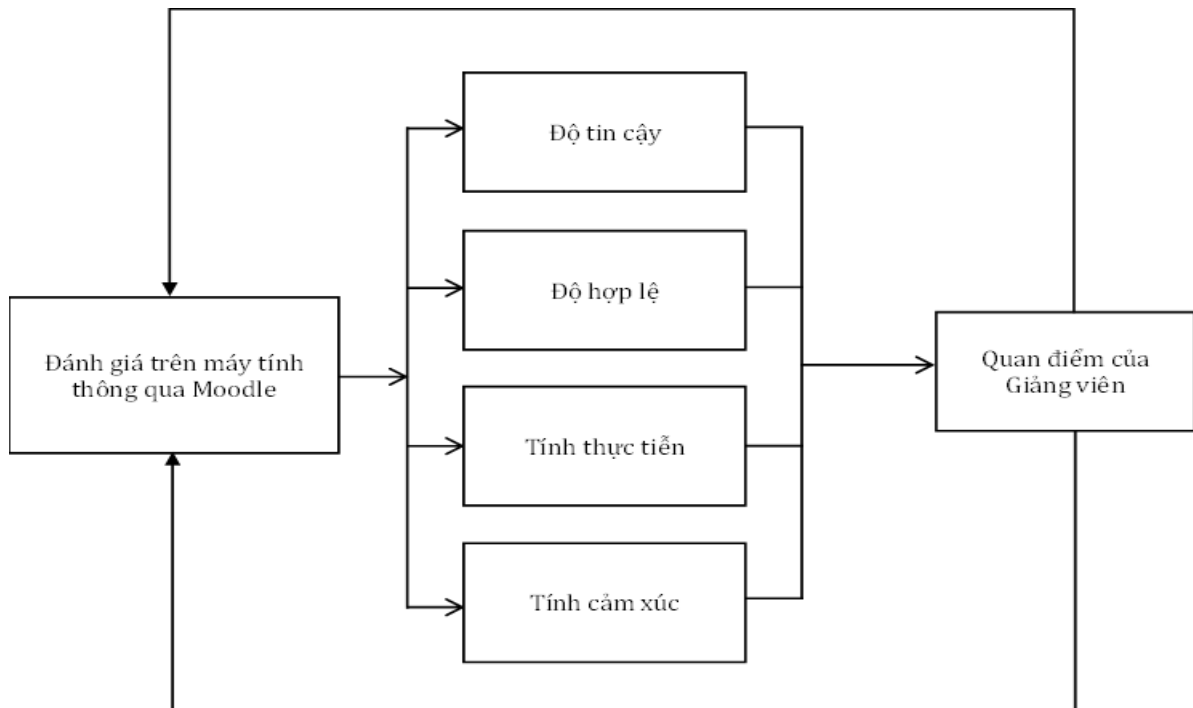 Độ tin cậy
Độ hợp lệ
Đánh giá trên máy tính
thông qua Moodle
Quan điểm của
Giảng viên
Tính thực tiễn
Tính cảm xúc